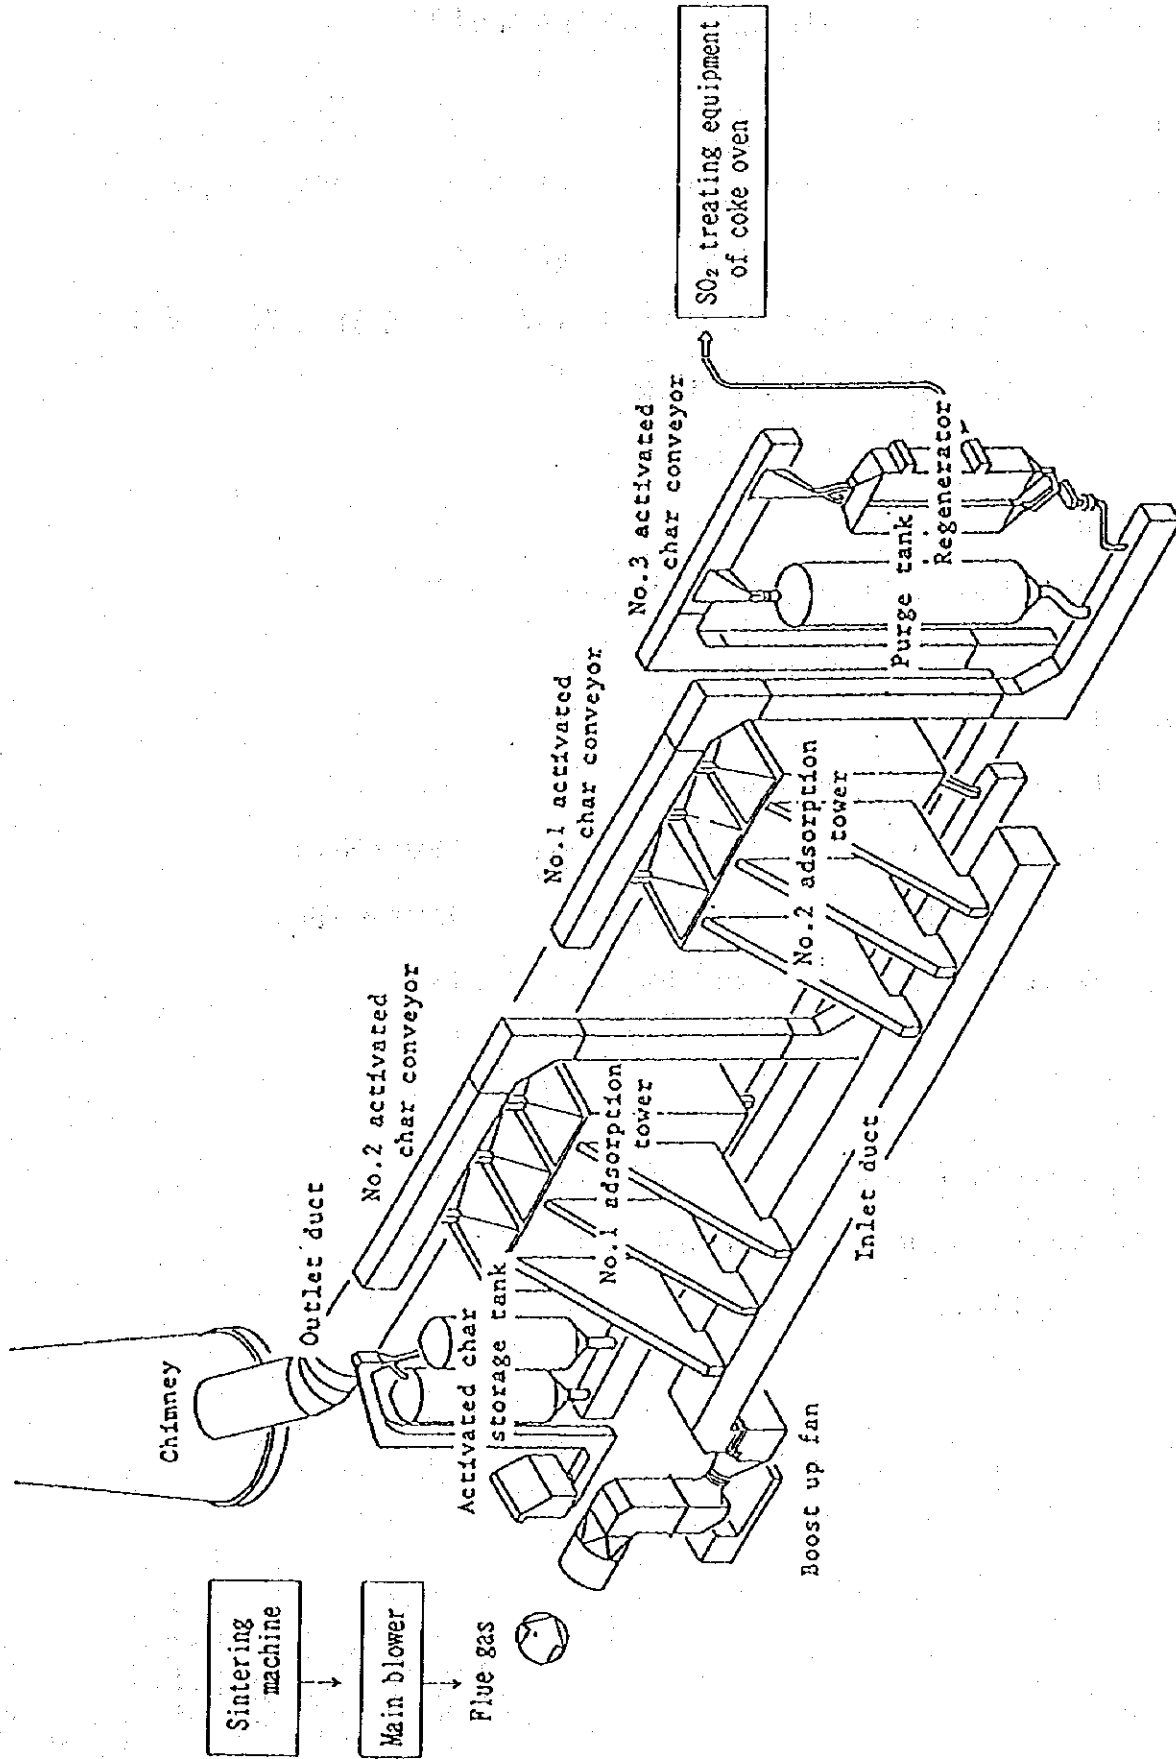 Sintering
machine
Main blower
Flue gas
Chimney
Outlet duct
No.2 activated
char conveyor
No.1 activated
char conveyor
No.3 activated
char conveyor
SO₂ treating equipment
of coke oven
Activated char
storage tank
No.1 adsorption
tower
No.2 adsorption
tower
Purge tank
Regenerator
Boost up fan
Inlet duct